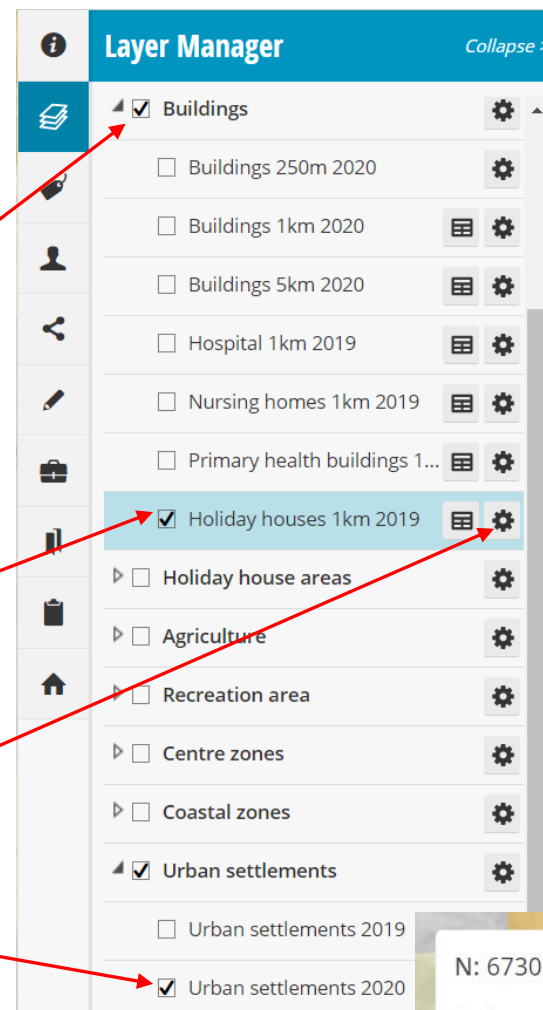 Layer Manager
Collapse
Buildings
Buildings 250m 2020
Buildings 1km 2020
Buildings 5km 2020
Hospital 1km 2019
Nursing homes 1km 2019
Primary health buildings 1...
Holiday houses 1km 2019
Holiday house areas
Agriculture
Recreation area
Centre zones
Coastal zones
Urban settlements
Urban settlements 2019
Urban settlements 2020
N: 6730